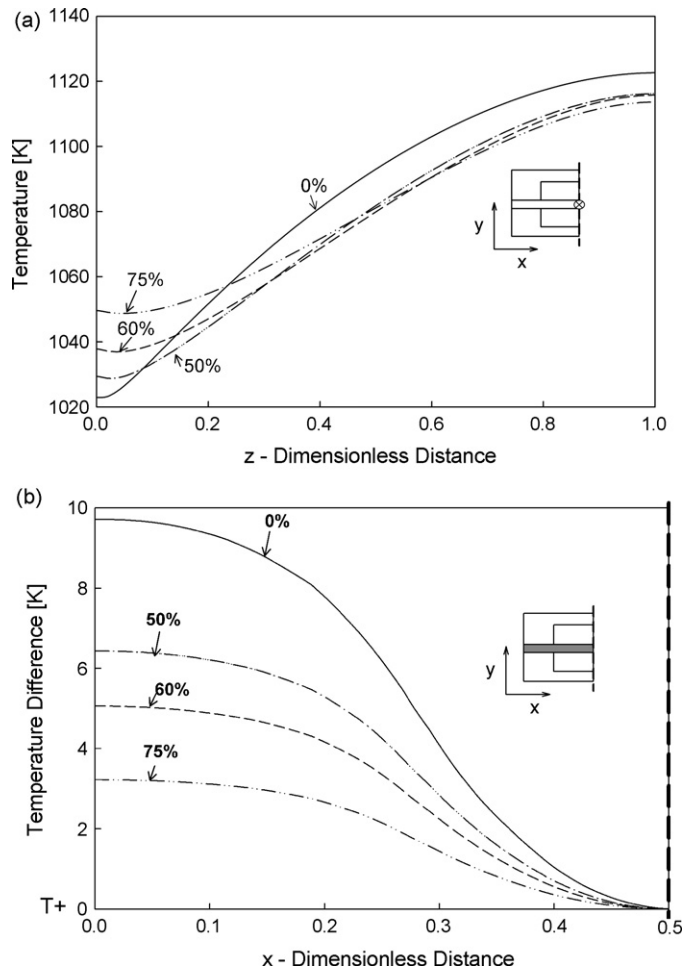 (a)
1140
1120
1100
1080
1060
1040
1020
Temperature [K]
0%
75%
60%
50%
y
x
0.0 0.2 0.4 0.6 0.8 1.0
z - Dimensionless Distance
(b)
10
8
6
4
2
0
T+
Temperature Difference [K]
0%
50%
60%
75%
y
x
0.0 0.1 0.2 0.3 0.4 0.5
x - Dimensionless Distance